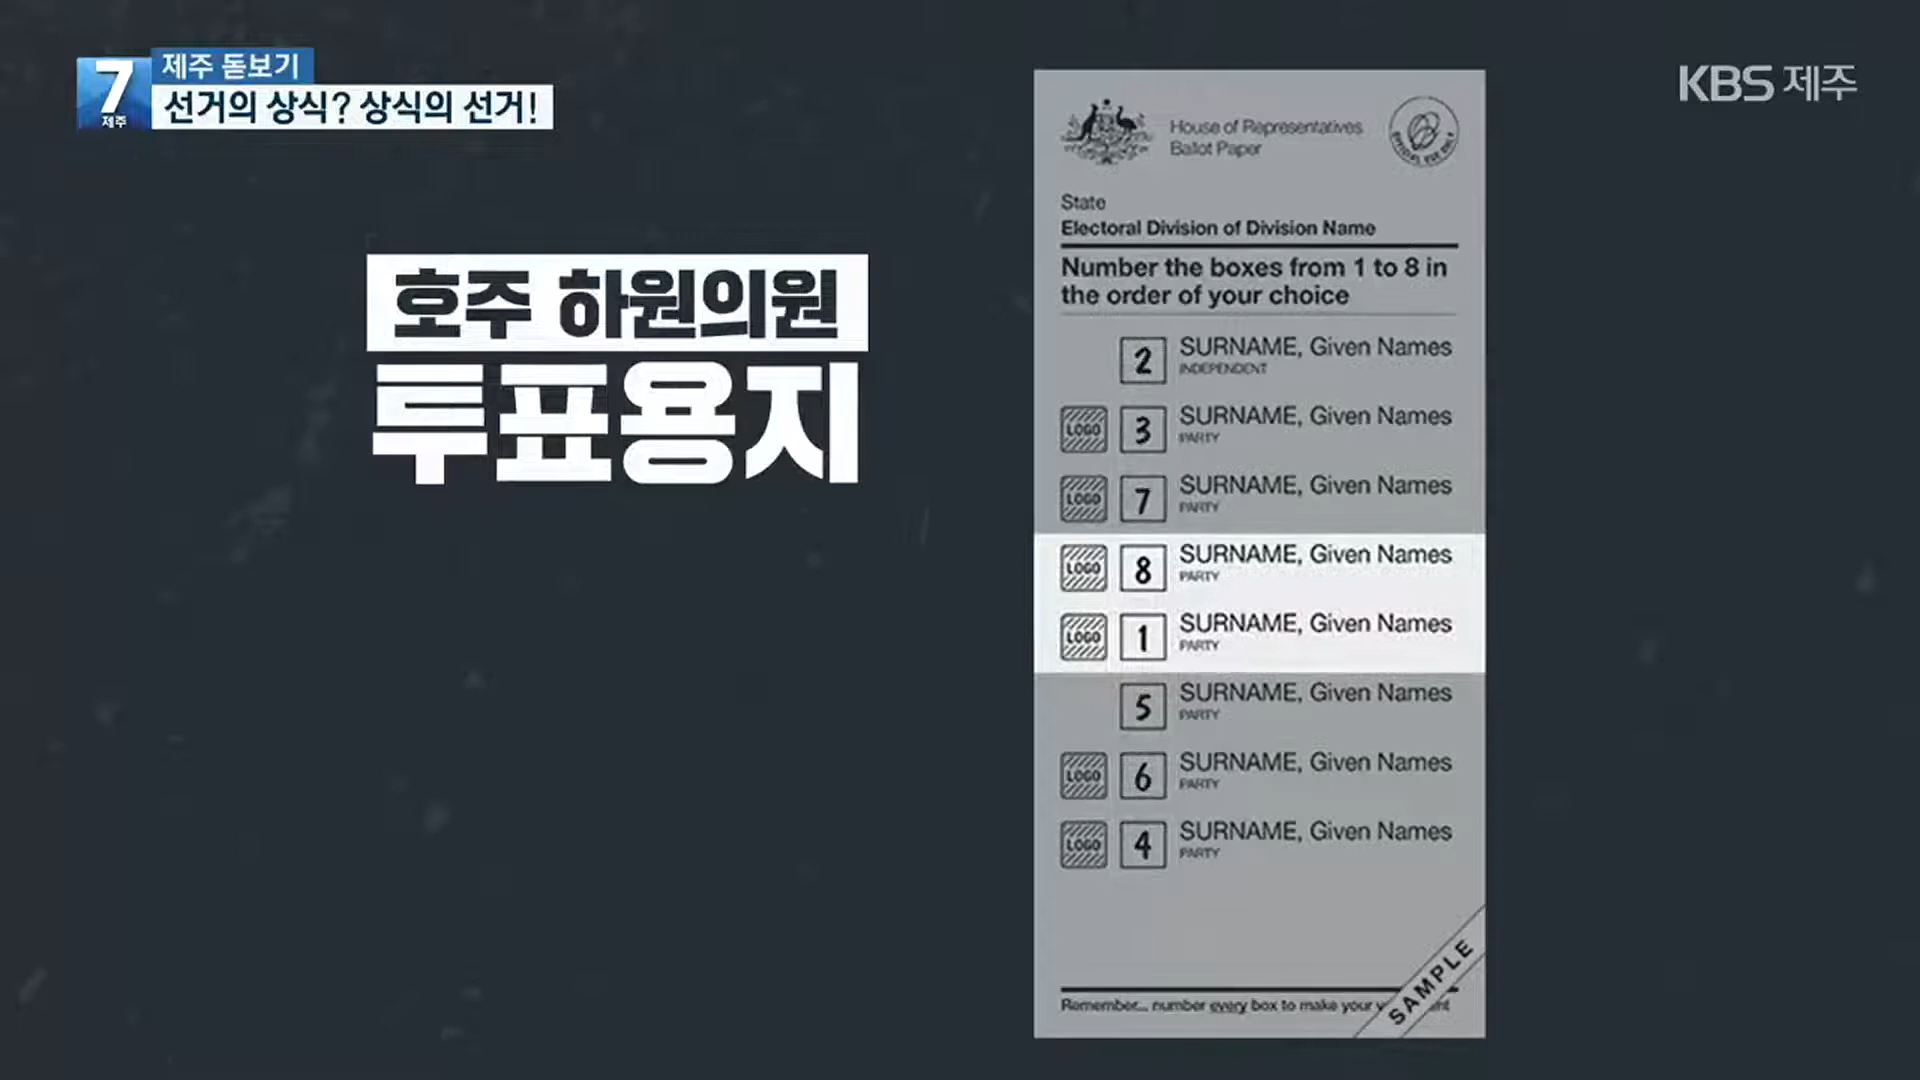 7
제주
제주 돋보기
선거의 상식? 상식의 선거!
KBS 제주
호주 하원의원
투표용지
House of Representatives
Ballot Paper
OFFICIAL USE ONLY
State
Electoral Division of Division Name
Number the boxes from 1 to 8 in
the order of your choice
2 SURNAME, Given Names
INDEPENDENT
LOGO 3 SURNAME, Given Names
PARTY
LOGO 7 SURNAME, Given Names
PARTY
LOGO 8 SURNAME, Given Names
PARTY
LOGO 1 SURNAME, Given Names
PARTY
5 SURNAME, Given Names
PARTY
LOGO 6 SURNAME, Given Names
PARTY
LOGO 4 SURNAME, Given Names
PARTY
SAMPLE
Remember... number every box to make your